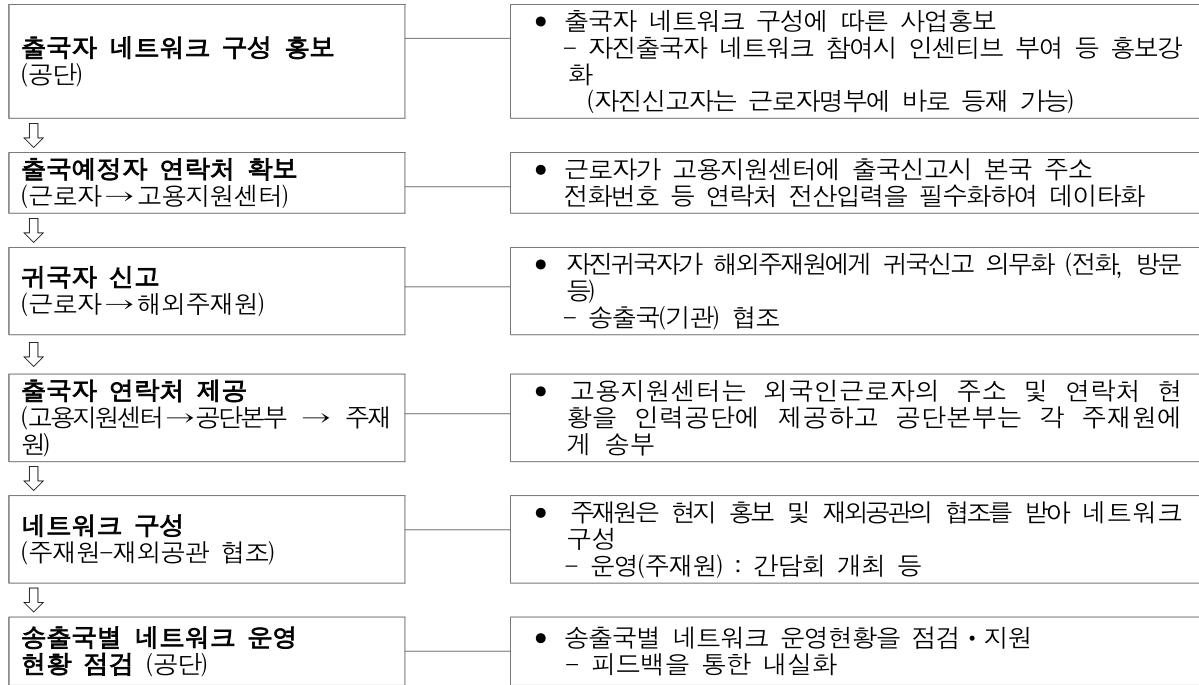 출국자 네트워크 구성 홍보
(공단)
● 출국자 네트워크 구성에 따른 사업홍보
– 자진출국자 네트워크 참여시 인센티브 부여 등 홍보강
화
(자진신고자는 근로자명부에 바로 등재 가능)
⇩
출국예정자 연락처 확보
(근로자→고용지원센터)
● 근로자가 고용지원센터에 출국신고시 본국 주소
전화번호 등 연락처 전산입력을 필수화하여 데이타화
⇩
귀국자 신고
(근로자→해외주재원)
● 자진귀국자가 해외주재원에게 귀국신고 의무화 (전화, 방문
등)
– 송출국(기관) 협조
⇩
출국자 연락처 제공
(고용지원센터→공단본부 → 주재
원)
● 고용지원센터는 외국인근로자의 주소 및 연락처 현
황을 인력공단에 제공하고 공단본부는 각 주재원에
게 송부
⇩
네트워크 구성
(주재원–재외공관 협조)
● 주재원은 현지 홍보 및 재외공관의 협조를 받아 네트워크
구성
– 운영(주재원) : 간담회 개최 등
⇩
송출국별 네트워크 운영
현황 점검 (공단)
● 송출국별 네트워크 운영현황을 점검・지원
– 피드백을 통한 내실화